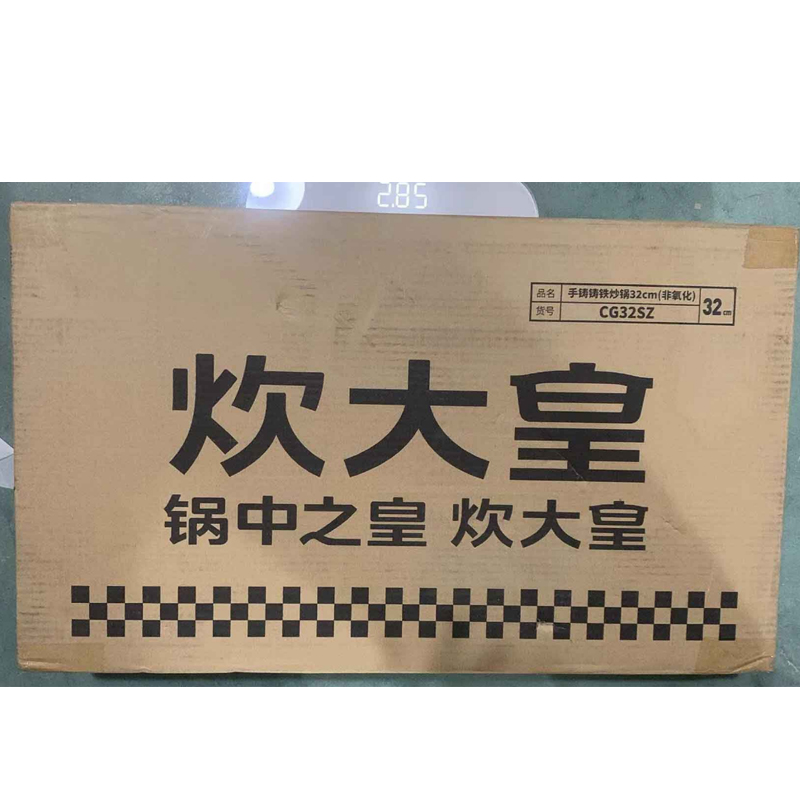 2.85
品名 手铸铸铁炒锅32cm(非氧化) 32cm
货号 CG32SZ
炊大皇
锅中之皇 炊大皇